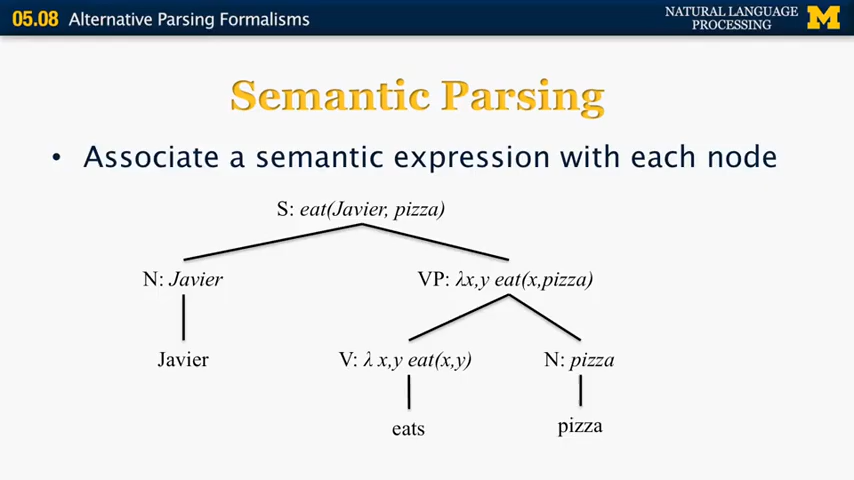 05.08 Alternative Parsing Formalisms
NATURAL LANGUAGE
PROCESSING
M
Semantic Parsing
• Associate a semantic expression with each node
S: eat(Javier, pizza)
N: Javier
VP: λx,y eat(x,pizza)
Javier
V: λ x,y eat(x,y)
N: pizza
eats
pizza